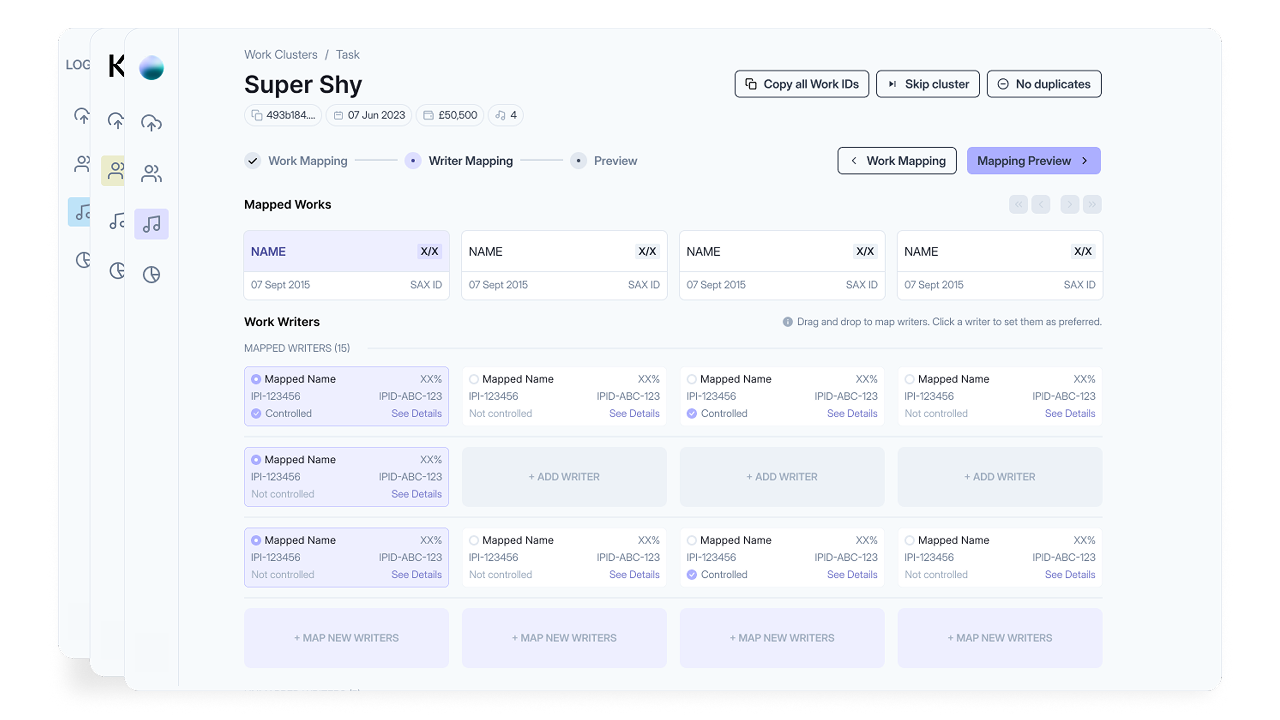 LOG
K
Work Clusters / Task
Super Shy
Copy all Work IDs
Skip cluster
No duplicates
493b184....
07 Jun 2023
£50,500
4
Work Mapping
Writer Mapping
Preview
Work Mapping
Mapping Preview
Mapped Works
NAME X/X
NAME X/X
NAME X/X
NAME X/X
07 Sept 2015 SAX ID
07 Sept 2015 SAX ID
07 Sept 2015 SAX ID
07 Sept 2015 SAX ID
Work Writers
Drag and drop to map writers. Click a writer to set them as preferred.
MAPPED WRITERS (15)
Mapped Name XX%
Mapped Name XX%
Mapped Name XX%
Mapped Name XX%
IPI-123456 IPID-ABC-123
IPI-123456 IPID-ABC-123
IPI-123456 IPID-ABC-123
IPI-123456 IPID-ABC-123
Controlled See Details
Not controlled See Details
Controlled See Details
Not controlled See Details
Mapped Name XX%
IPI-123456 IPID-ABC-123
Not controlled See Details
+ ADD WRITER
+ ADD WRITER
+ ADD WRITER
Mapped Name XX%
Mapped Name XX%
Mapped Name XX%
Mapped Name XX%
IPI-123456 IPID-ABC-123
IPI-123456 IPID-ABC-123
IPI-123456 IPID-ABC-123
IPI-123456 IPID-ABC-123
Not controlled See Details
Not controlled See Details
Controlled See Details
Not controlled See Details
+ MAP NEW WRITERS
+ MAP NEW WRITERS
+ MAP NEW WRITERS
+ MAP NEW WRITERS